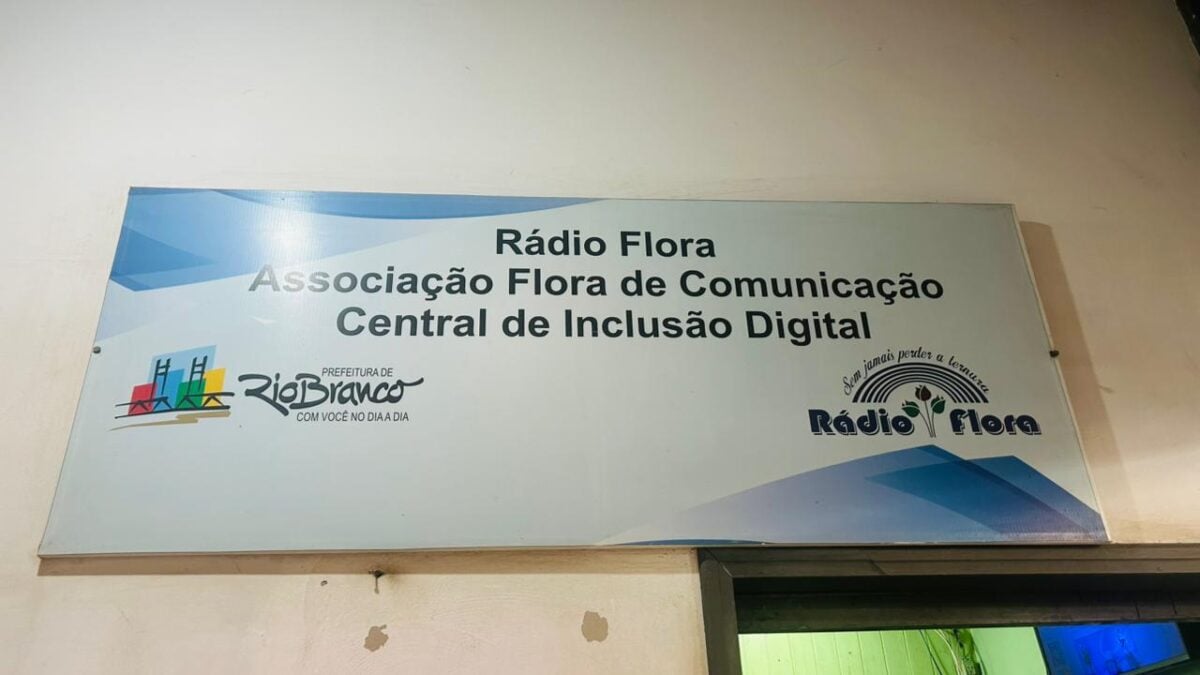 Rádio Flora
Associação Flora de Comunicação
Central de Inclusão Digital
PREFEITURA DE
RioBranco
COM VOCÊ NO DIA A DIA
Sem jamais perder a ternura
Rádio Flora